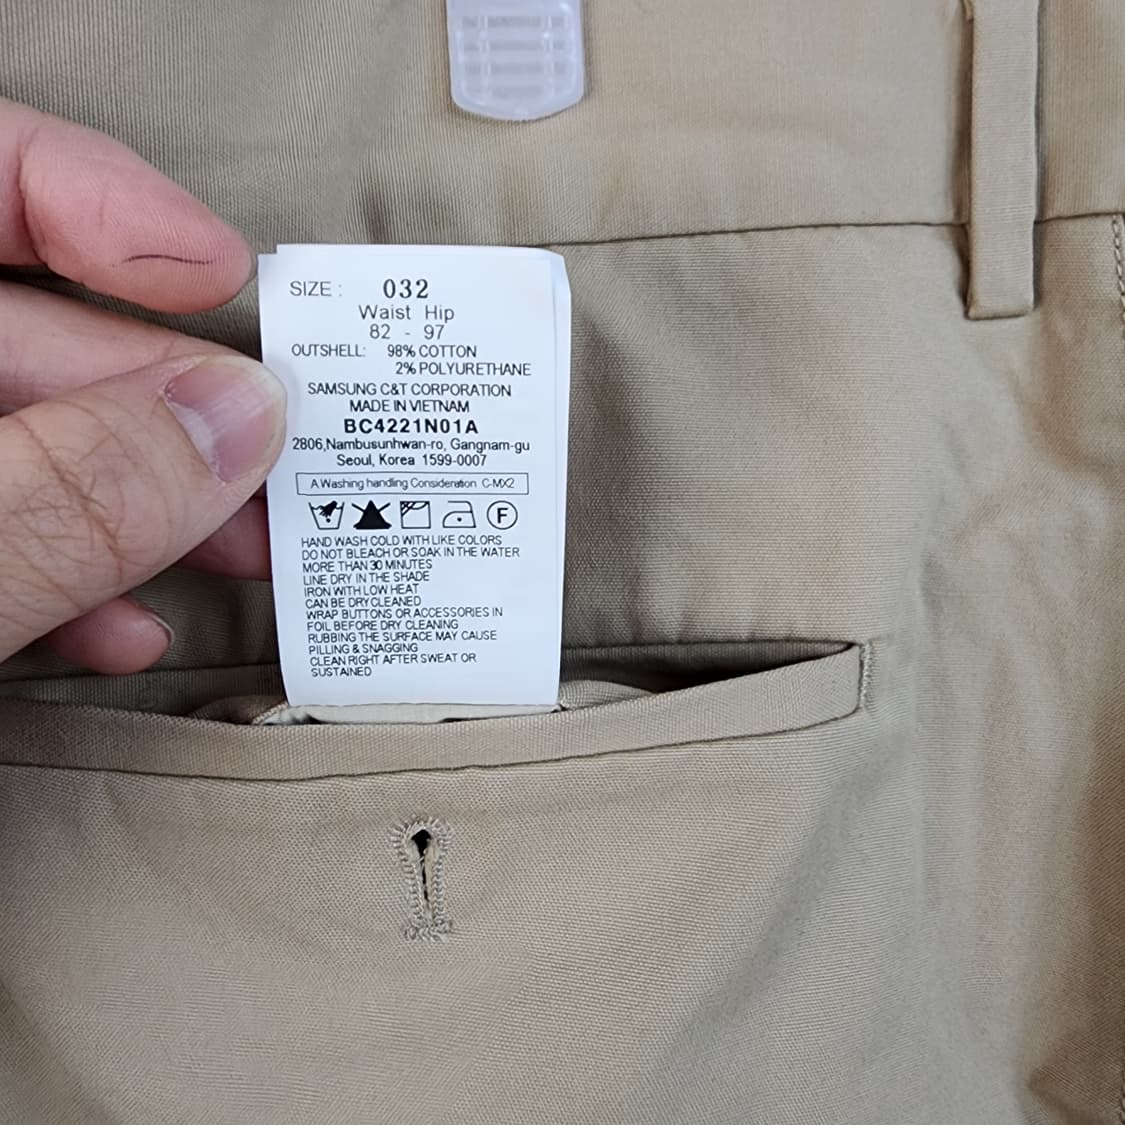 SIZE : 032
Waist Hip
82 - 97
OUTSHELL: 98% COTTON
2% POLYURETHANE
SAMSUNG C&T CORPORATION
MADE IN VIETNAM
BC4221N01A
2806,Nambusunhwan-ro, Gangnam-gu
Seoul, Korea 1599-0007
A Washing handling Consideration C-MX2
F
HAND WASH COLD WITH LIKE COLORS
DO NOT BLEACH OR SOAK IN THE WATER
MORE THAN 30 MINUTES
LINE DRY IN THE SHADE
IRON WITH LOW HEAT
CAN BE DRY CLEANED
WRAP BUTTONS OR ACCESSORIES IN
FOIL BEFORE DRY CLEANING
RUBBING THE SURFACE MAY CAUSE
PILLING & SNAGGING
CLEAN RIGHT AFTER SWEAT OR
SUSTAINED